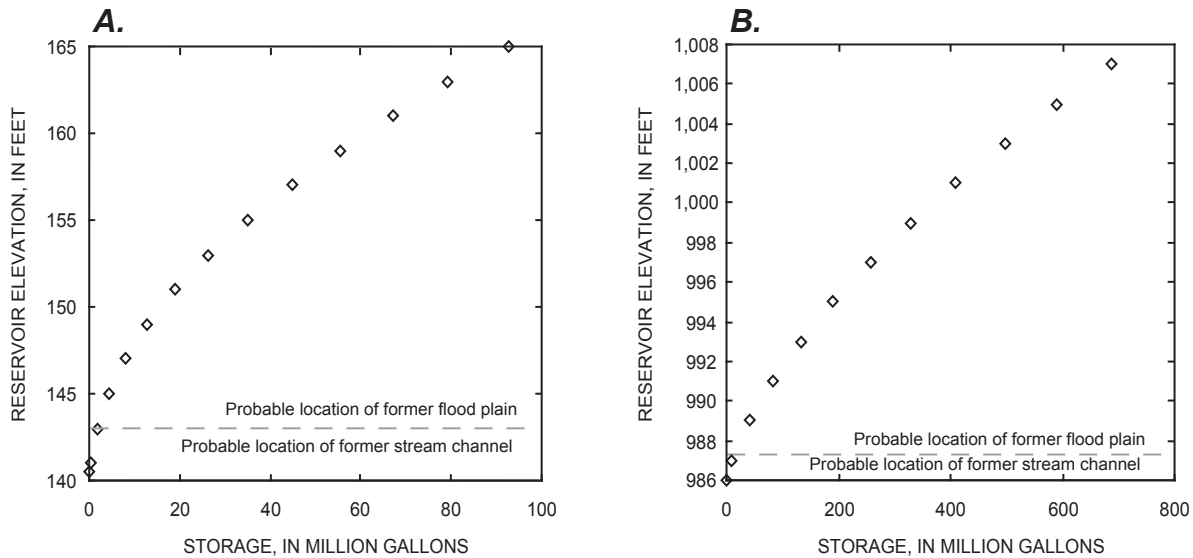 A.
165
160
155
150
145
140
RESERVOIR ELEVATION, IN FEET
Probable location of former flood plain
Probable location of former stream channel
0 20 40 60 80 100
STORAGE, IN MILLION GALLONS
B.
1,008
1,006
1,004
1,002
1,000
998
996
994
992
990
988
986
RESERVOIR ELEVATION, IN FEET
Probable location of former flood plain
Probable location of former stream channel
0 200 400 600 800
STORAGE, IN MILLION GALLONS